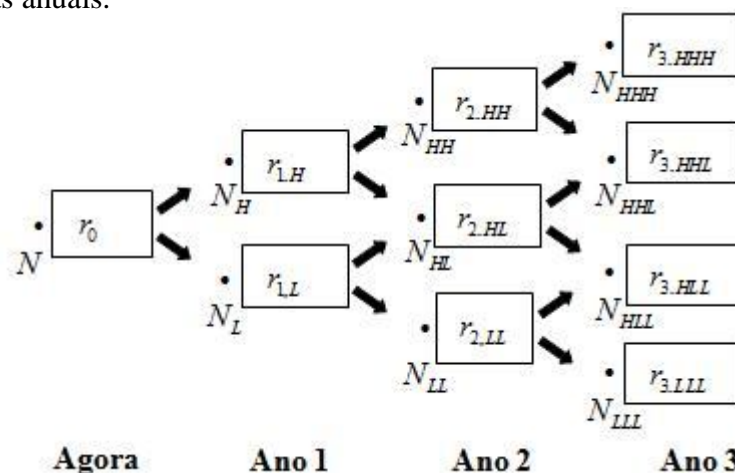 s anuais.
r3.HHH
NHHH
r2.HH
NHH
r1.H
NH
r3.HHL
NHHL
r0
N
r2.HL
NHL
r1,L
NL
r3.HLL
NHLL
r2,LL
NLL
r3.LLL
NLLL
Agora Ano 1 Ano 2 Ano 3